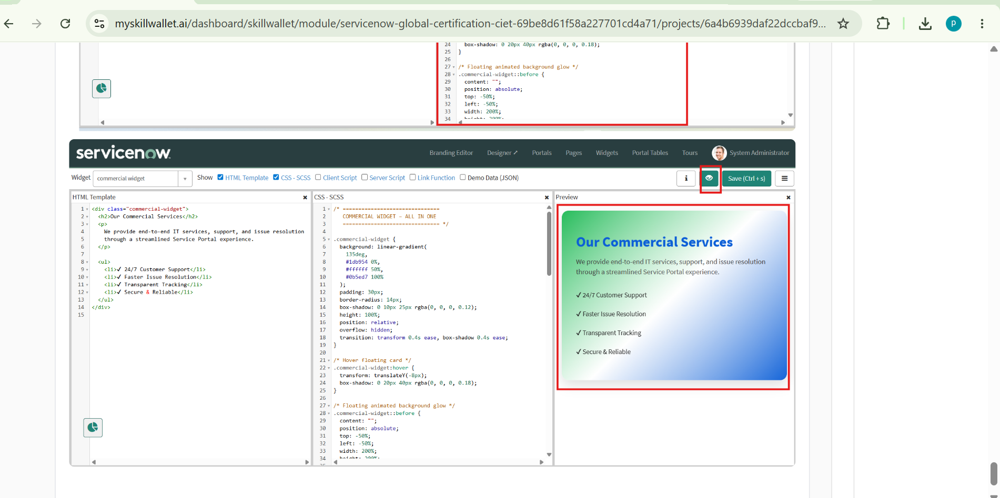 myskillwallet.ai/dashboard/skillwallet/module/servicenow-global-certification-ciet-69be8d61f58a227701cd4a71/projects/6a4b6939daf22dccbaf9...
p
24 box-shadow: 0 20px 40px rgba(0, 0, 0, 0.18);
25 }
26
27 /* Floating animated background glow */
28 .commercial-widget::before {
29 content: "";
30 position: absolute;
31 top: -50%;
32 left: -50%;
33 width: 200%;
34 height: 200%;
servicenow
Branding Editor Designer Portals Pages Widgets Portal Tables Tours System Administrator
Widget commercial widget Show HTML Template CSS - SCSS Client Script Server Script Link Function Demo Data (JSON) i Save (Ctrl + s)
HTML Template
1 <div class="commercial-widget">
2 <h2>Our Commercial Services</h2>
3 <p>
4 We provide end-to-end IT services, support, and issue resolution
5 through a streamlined Service Portal experience.
6 </p>
7
8 <ul>
9 <li>✔ 24/7 Customer Support</li>
10 <li>✔ Faster Issue Resolution</li>
11 <li>✔ Transparent Tracking</li>
12 <li>✔ Secure & Reliable</li>
13 </ul>
14 </div>
15
CSS - SCSS
1 /* ==============================
2 COMMERCIAL WIDGET – ALL IN ONE
3 ============================== */
4
5 .commercial-widget {
6 background: linear-gradient(
7 135deg,
8 #1db954 0%,
9 #ffffff 50%,
10 #0b5ed7 100%
11 );
12 padding: 30px;
13 border-radius: 14px;
14 box-shadow: 0 10px 25px rgba(0, 0, 0, 0.12);
15 height: 100%;
16 position: relative;
17 overflow: hidden;
18 transition: transform 0.4s ease, box-shadow 0.4s ease;
19 }
20
21 /* Hover floating card */
22 .commercial-widget:hover {
23 transform: translateY(-8px);
24 box-shadow: 0 20px 40px rgba(0, 0, 0, 0.18);
25 }
26
27 /* Floating animated background glow */
28 .commercial-widget::before {
29 content: "";
30 position: absolute;
31 top: -50%;
32 left: -50%;
33 width: 200%;
34 height: 200%;
Preview
Our Commercial Services
We provide end-to-end IT services, support, and issue resolution
through a streamlined Service Portal experience.
✔ 24/7 Customer Support
✔ Faster Issue Resolution
✔ Transparent Tracking
✔ Secure & Reliable